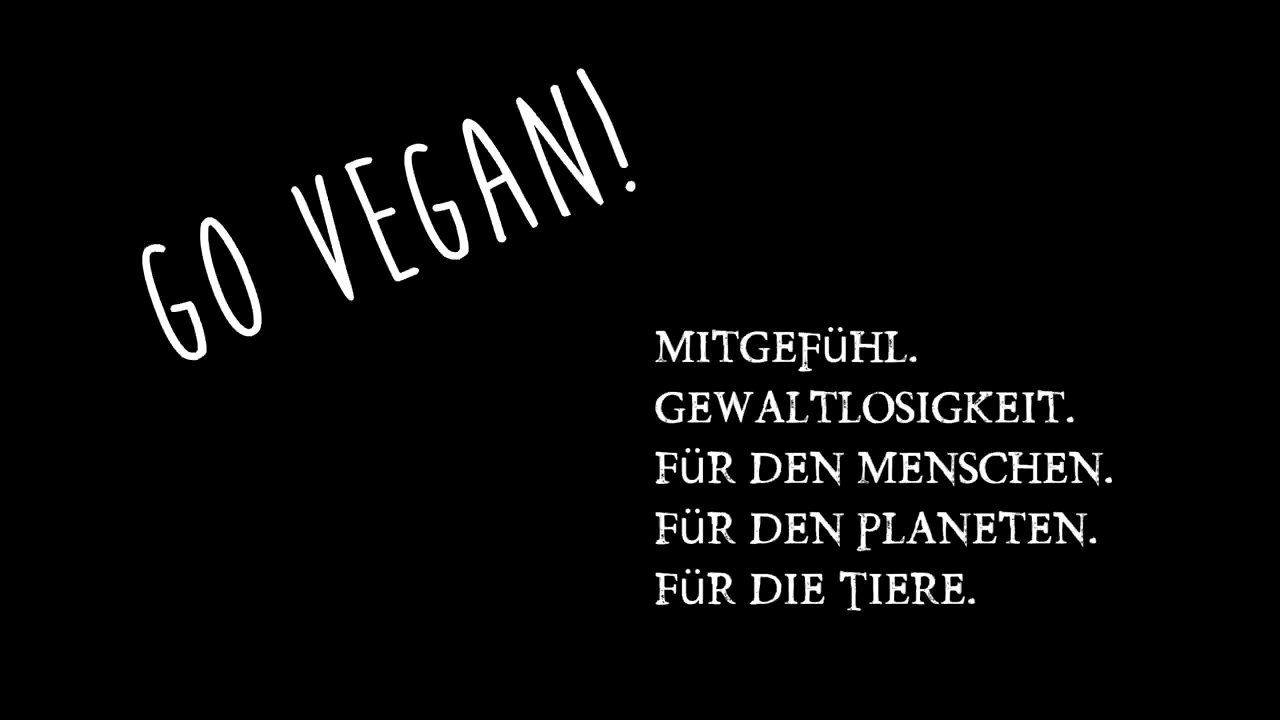 GO VEGAN!
MITGEFÜHL.
GEWALTLOSIGKEIT.
FÜR DEN MENSCHEN.
FÜR DEN PLANETEN.
FÜR DIE TIERE.